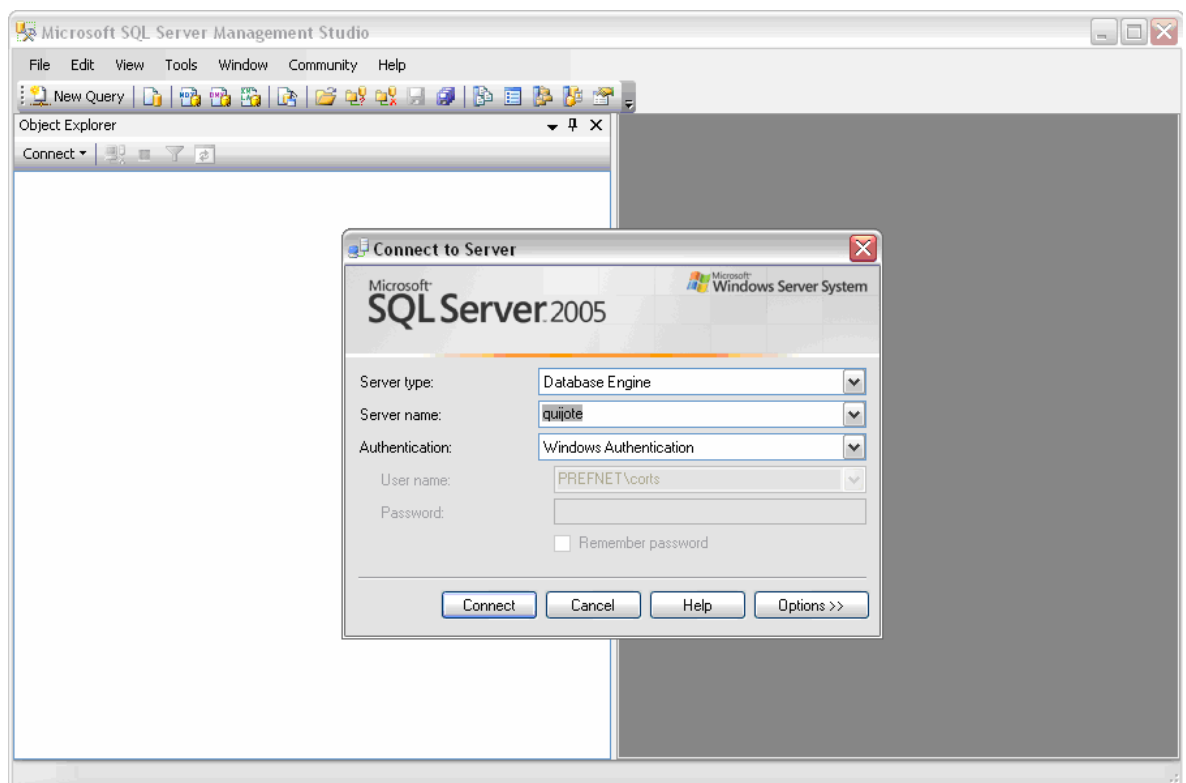 Microsoft SQL Server Management Studio
File Edit View Tools Window Community Help
New Query
Object Explorer
Connect
Connect to Server
Microsoft
SQL Server 2005
Microsoft
Windows Server System
Server type: Database Engine
Server name: quijote
Authentication: Windows Authentication
User name: PREFNET\corts
Password:
Remember password
Connect Cancel Help Options >>